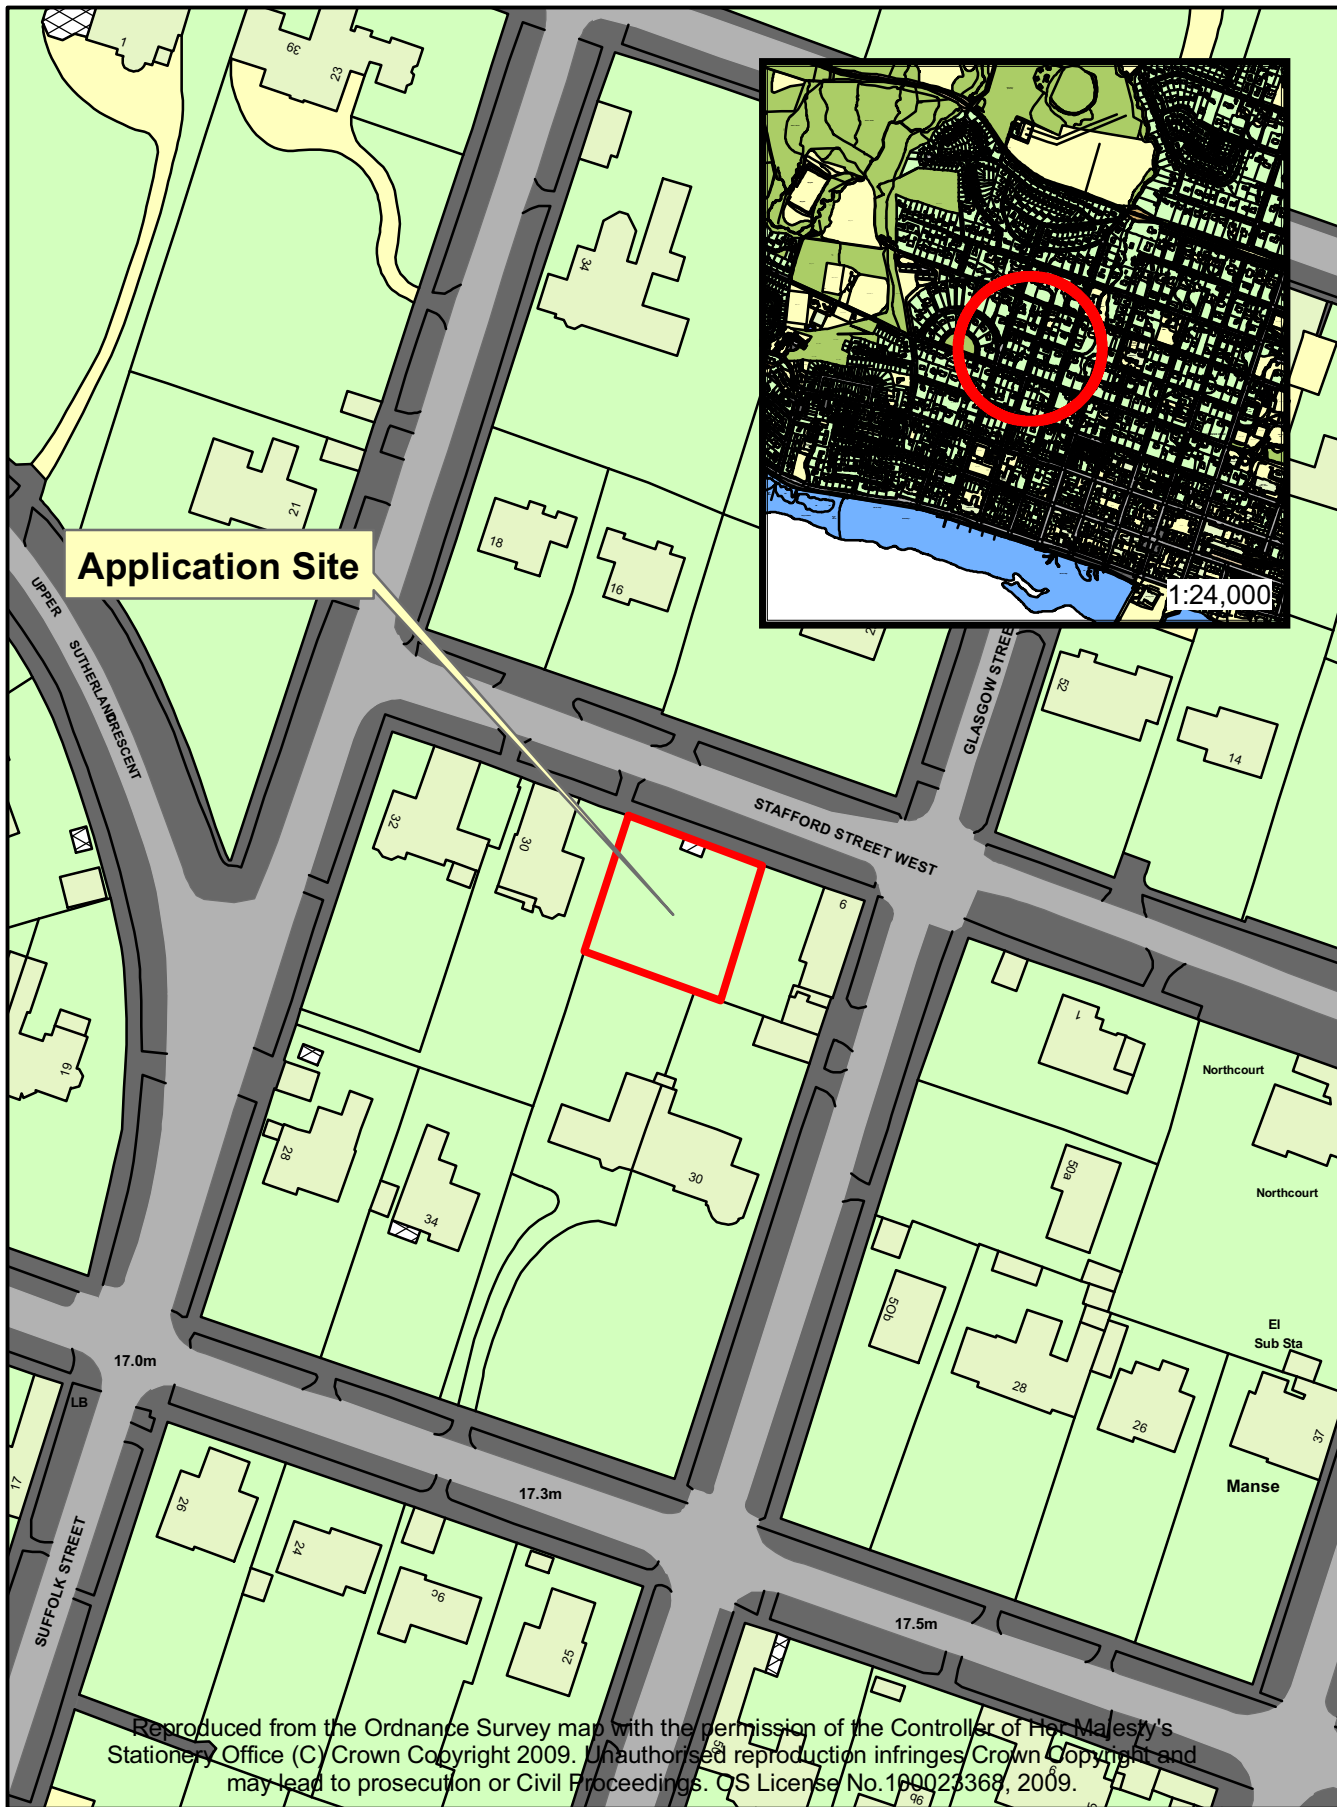 1
39
23
34
21
18
16
1:24,000
Application Site
UPPER
SUTHERLAND
CRESCENT
GLASGOW STREET
52
14
STAFFORD STREET WEST
32
30
6
19
1
Northcourt
Northcourt
28
34
30
50a
50b
El
Sub Sta
28
26
37
Manse
17.0m
LB
17
SUFFOLK STREET
26
24
9c
25
17.3m
17.5m
9b
Reproduced from the Ordnance Survey map with the permission of the Controller of Her Majesty's
Stationery Office (C) Crown Copyright 2009. Unauthorised reproduction infringes Crown Copyright and
may lead to prosecution or Civil Proceedings. OS License No.100023368, 2009.